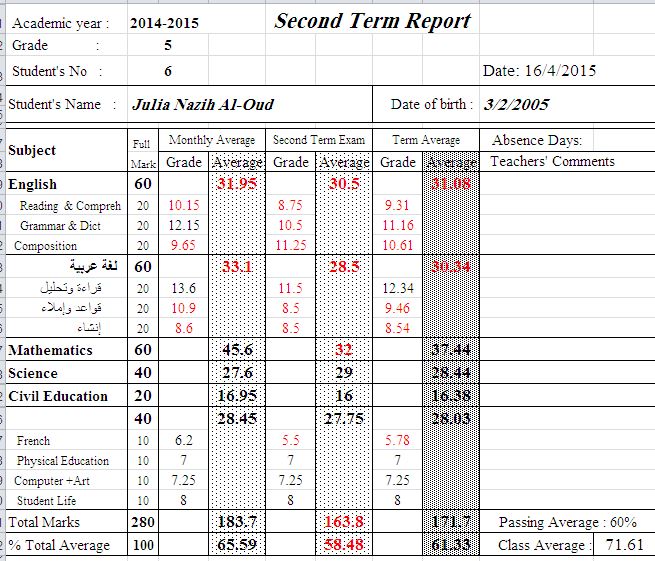 Academic year : 2014-2015 Second Term Report
Grade : 5
Student's No : 6 Date: 16/4/2015
Student's Name : Julia Nazih Al-Oud Date of birth : 3/2/2005
Subject Full Mark Monthly Average Second Term Exam Term Average Absence Days:
Grade Average Grade Average Grade Average Teachers' Comments
English 60 31.95 30.5 31.08
Reading & Compreh 20 10.15 8.75 9.31
Grammar & Dict 20 12.15 10.5 11.16
Composition 20 9.65 11.25 10.61
لغة عربية 60 33.1 28.5 30.34
قراءة وتحليل 20 13.6 11.5 12.34
قواعد وإملاء 20 10.9 8.5 9.46
إنشاء 20 8.6 8.5 8.54
Mathematics 60 45.6 32 37.44
Science 40 27.6 29 28.44
Civil Education 20 16.95 16 16.38
40 28.45 27.75 28.03
French 10 6.2 5.5 5.78
Physical Education 10 7 7 7
Computer +Art 10 7.25 7.25 7.25
Student Life 10 8 8 8
Total Marks 280 183.7 163.8 171.7 Passing Average : 60%
% Total Average 100 65.59 58.48 61.33 Class Average : 71.61